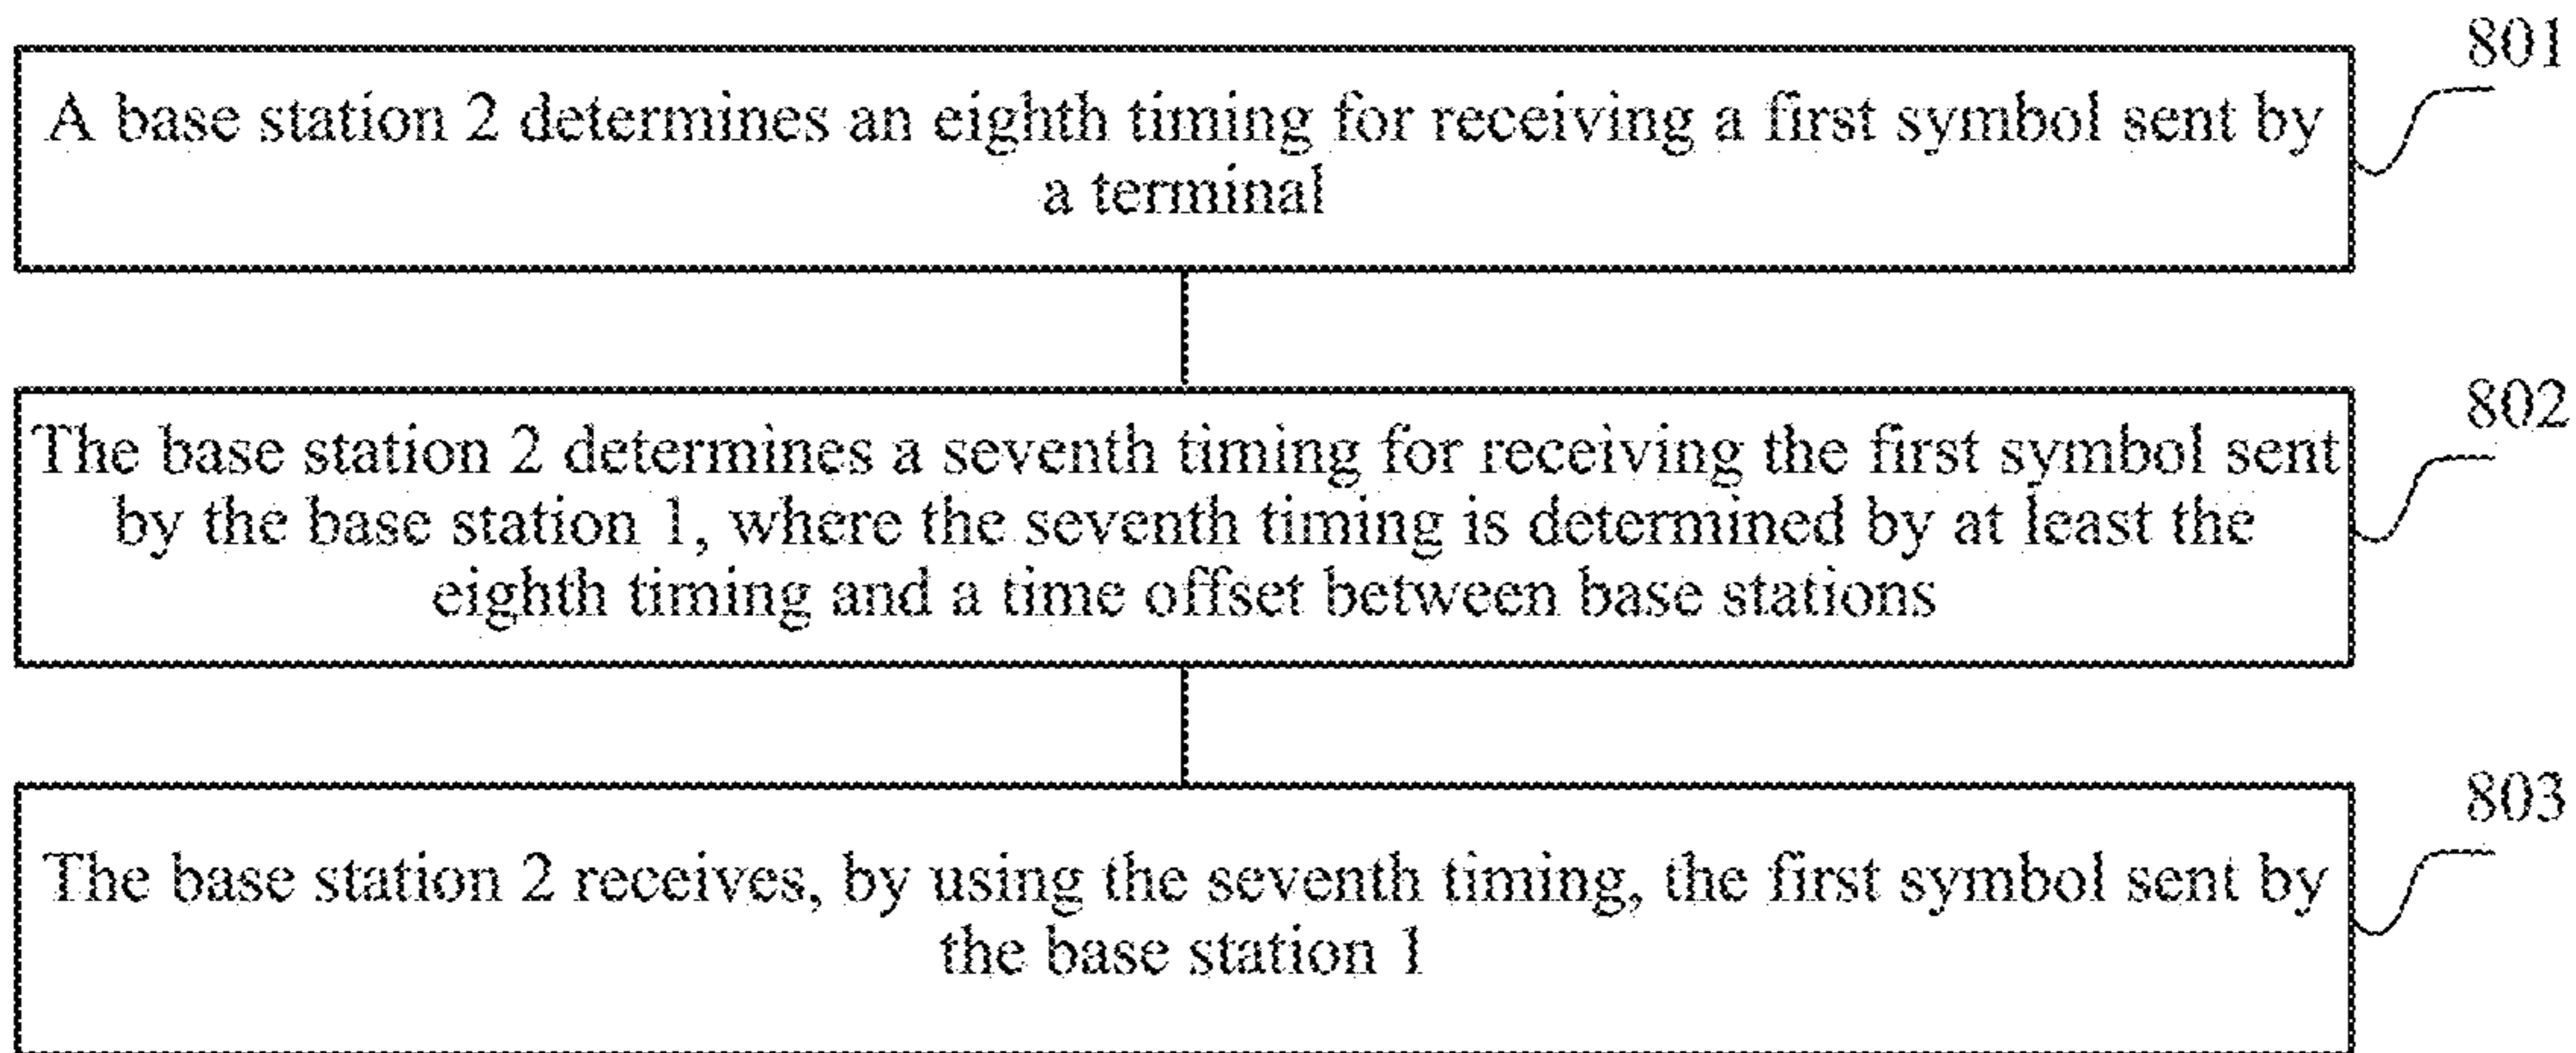 801
A base station 2 determines an eighth timing for receiving a first symbol sent by
a terminal
802
The base station 2 determines a seventh timing for receiving the first symbol sent
by the base station 1, where the seventh timing is determined by at least the
eighth timing and a time offset between base stations
803
The base station 2 receives, by using the seventh timing, the first symbol sent by
the base station 1